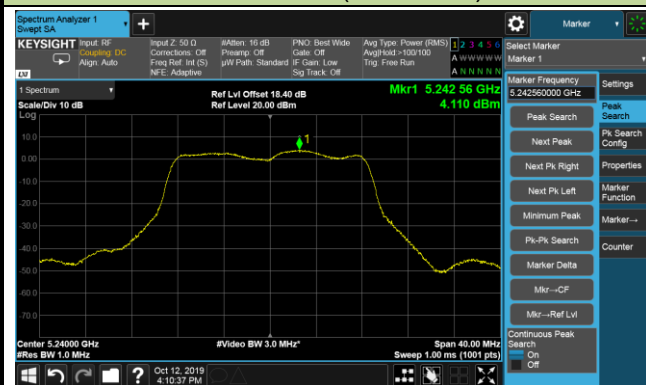 Spectrum Analyzer 1
Swept SA
Marker
KEYSIGHT
Input: RF
Coupling: DC
Align: Auto
Input Z: 50 Ω
Corrections: Off
Freq Ref: Int (S)
NFE: Adaptive
#Atten: 16 dB
Preamp: Off
µW Path: Standard
PNO: Best Wide
Gate: Off
IF Gain: Low
Sig Track: Off
Avg Type: Power (RMS)
Avg|Hold:>100/100
Trig: Free Run
1 2 3 4 5 6
A W W W W W
A N N N N N
LXI
Select Marker
Marker 1
1 Spectrum
Scale/Div 10 dB
Log
Ref Lvl Offset 18.40 dB
Ref Level 20.00 dBm
Mkr1 5.242 56 GHz
4.110 dBm
Marker Frequency
5.242560000 GHz
Peak Search
Next Peak
Next Pk Right
Next Pk Left
Minimum Peak
Pk-Pk Search
Marker Delta
Mkr→CF
Mkr→Ref Lvl
Continuous Peak
Search
On
Off
Settings
Peak
Search
Pk Search
Config
Properties
Marker
Function
Marker→
Counter
1
10.0
0.00
-10.0
-20.0
-30.0
-40.0
-50.0
-60.0
-70.0
Center 5.24000 GHz
#Res BW 1.0 MHz
#Video BW 3.0 MHz*
Span 40.00 MHz
Sweep 1.00 ms (1001 pts)
?
Oct 12, 2019
4:10:37 PM